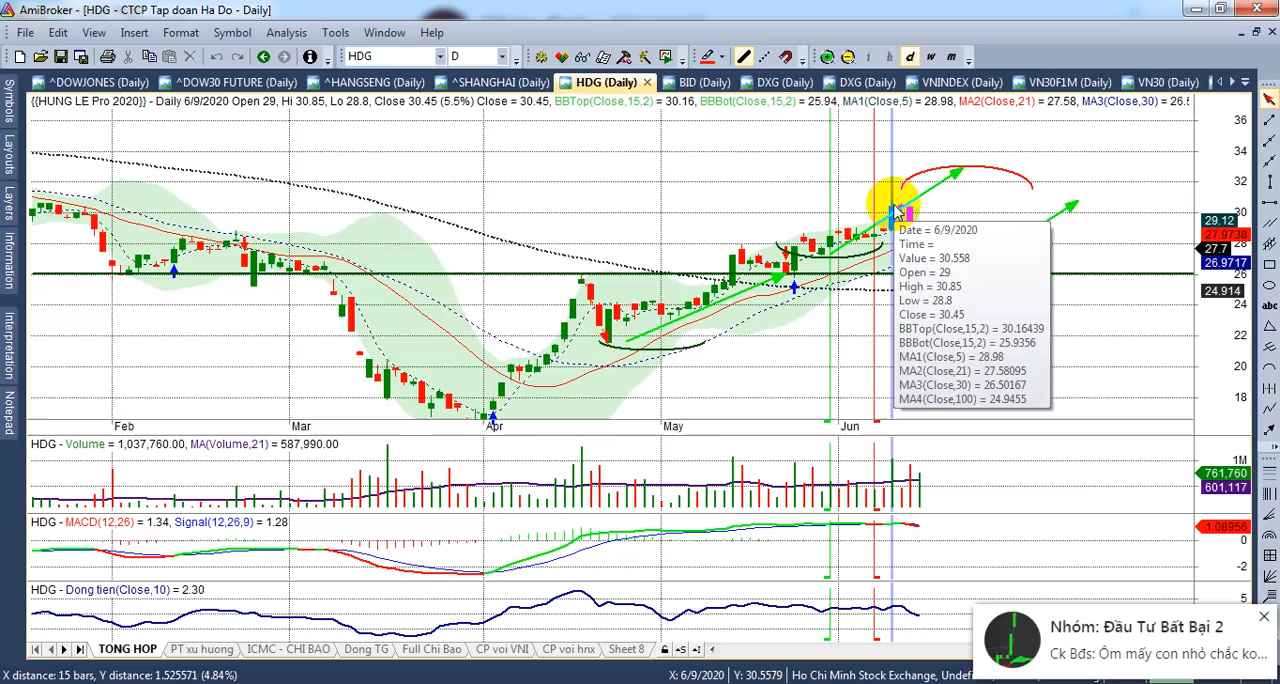 AmiBroker - [HDG - CTCP Tap doan Ha Do - Daily]
File Edit View Insert Format Symbol Analysis Tools Window Help
HDG D i h d w m
^DOWJONES (Daily) ^DOW30 FUTURE (Daily) ^HANGSENG (Daily) ^SHANGHAI (Daily) HDG (Daily) BID (Daily) DXG (Daily) DXG (Daily) VNINDEX (Daily) VN30F1M (Daily) VN30 (Daily)
{{HUNG LE Pro 2020}} - Daily 6/9/2020 Open 29, Hi 30.85, Lo 28.8, Close 30.45 (5.5%) Close = 30.45, BBTop(Close,15,2) = 30.16, BBBot(Close,15,2) = 25.94, MA1(Close,5) = 28.98, MA2(Close,21) = 27.58, MA3(Close,30) = 26.5
Symbols
Layouts
Layers
Information
Interpretation
Notepad
36
34
32
30
29.12
27.9738
28
27.7
26.9717
26
24.914
24
22
20
18
Date = 6/9/2020
Time =
Value = 30.558
Open = 29
High = 30.85
Low = 28.8
Close = 30.45
BBTop(Close,15,2) = 30.16439
BBBot(Close,15,2) = 25.9356
MA1(Close,5) = 28.98
MA2(Close,21) = 27.58095
MA3(Close,30) = 26.50167
MA4(Close,100) = 24.9455
abc
Feb Mar Apr May Jun
HDG - Volume = 1,037,760.00, MA(Volume,21) = 587,990.00
1M
761,760
601,117
HDG - MACD(12,26) = 1.34, Signal(12,26,9) = 1.28
1.08956
0
-2
HDG - Dong tien(Close,10) = 2.30
5
Nhóm: Đầu Tư Bất Bại 2
Ck Bđs: Ôm mấy con nhỏ chắc ko...
TONG HOP PT xu huong ICMC - CHI BAO Dong TG Full Chi Bao CP voi VNI CP voi hnx Sheet 8
X distance: 15 bars, Y distance: 1.525571 (4.84%) X: 6/9/2020 Y: 30.5579 Ho Chi Minh Stock Exchange, Undef